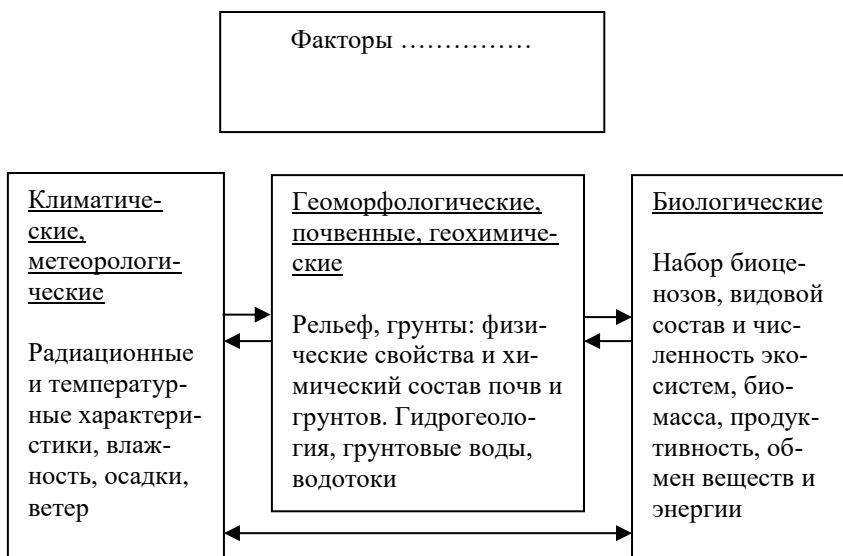 Факторы ……………
Климатиче-
ские,
метеорологи-
ческие
Радиационные
и температур-
ные характери-
стики, влаж-
ность, осадки,
ветер
Геоморфологические,
почвенные, геохимиче-
ские
Рельеф, грунты: физи-
ческие свойства и хи-
мический состав почв и
грунтов. Гидрогеоло-
гия, грунтовые воды,
водотоки
Биологические
Набор биоце-
нозов, видовой
состав и чис-
ленность эко-
систем, био-
масса, продук-
тивность, об-
мен веществ и
энергии